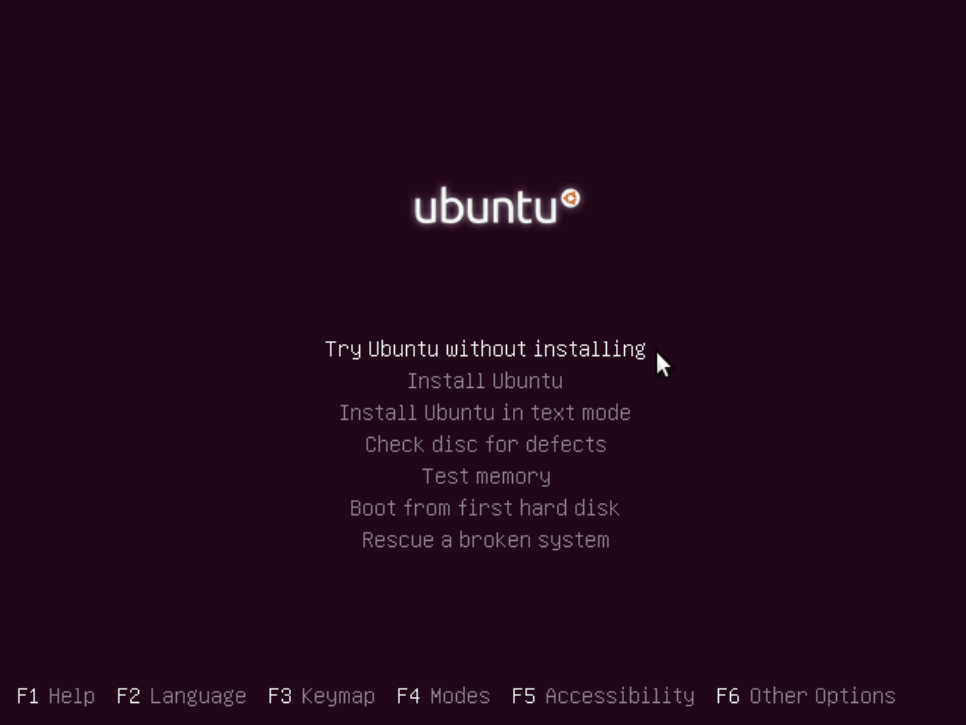 ubuntu
Try Ubuntu without installing
Install Ubuntu
Install Ubuntu in text mode
Check disc for defects
Test memory
Boot from first hard disk
Rescue a broken system
F1 Help F2 Language F3 Keymap F4 Modes F5 Accessibility F6 Other Options